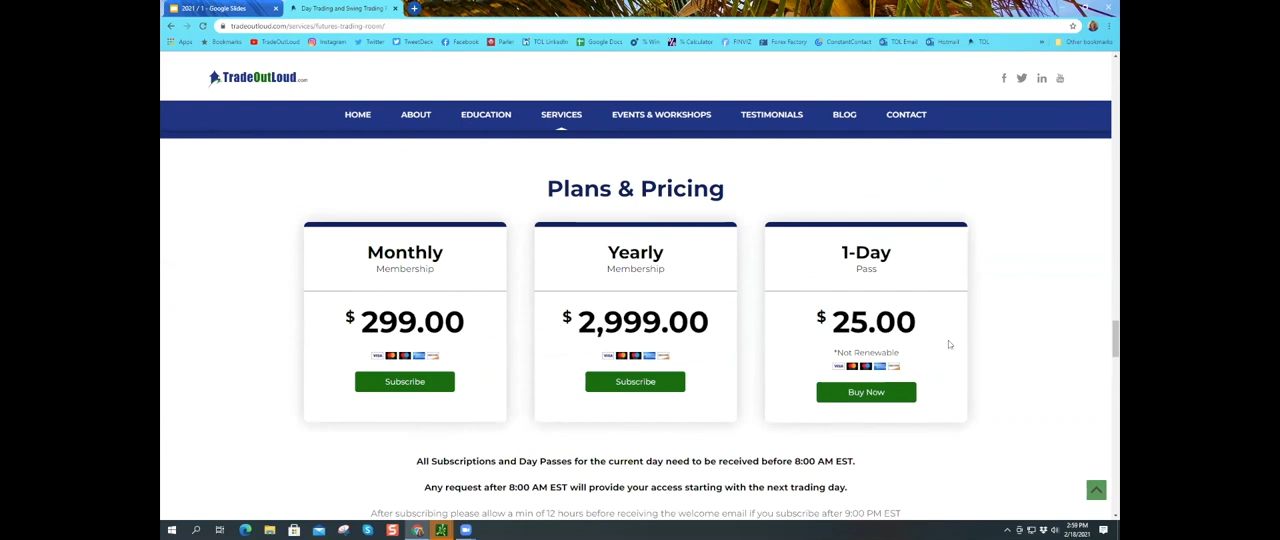 2021 / 1 - Google Slides
Day Trading and Swing Trading
tradeoutloud.com/services/futures-trading-room/
Apps Bookmarks TradeOutLoud Instagram Twitter TweetDeck Facebook Parler TOL LinkedIn Google Docs % Win % Calculator FINVIZ Forex Factory ConstantContact TOL Email Hotmail TOL » Other bookmarks
TradeOutLoud.com
HOME ABOUT EDUCATION SERVICES EVENTS & WORKSHOPS TESTIMONIALS BLOG CONTACT
Plans & Pricing
Monthly
Membership
$ 299.00
Subscribe
Yearly
Membership
$ 2,999.00
Subscribe
1-Day
Pass
$ 25.00
*Not Renewable
Buy Now
All Subscriptions and Day Passes for the current day need to be received before 8:00 AM EST.
Any request after 8:00 AM EST will provide your access starting with the next trading day.
After subscribing please allow a min of 12 hours before receiving the welcome email if you subscribe after 9:00 PM EST
2:59 PM
2/18/2021